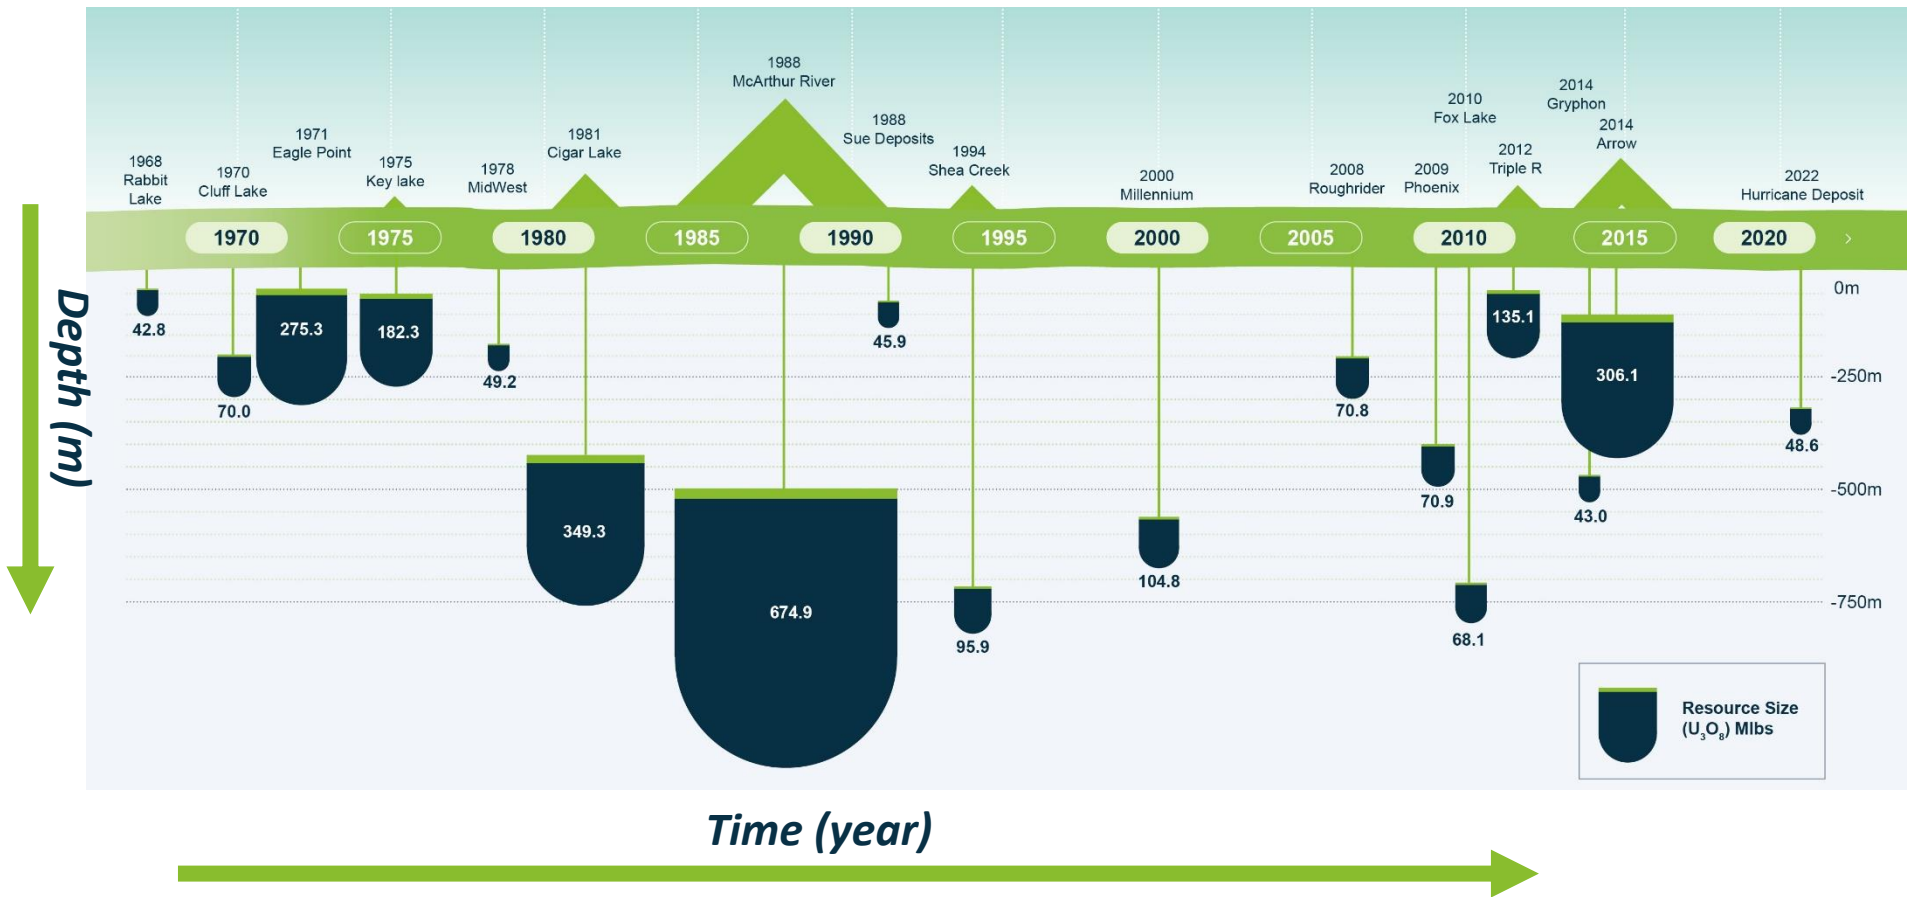 1968
Rabbit
Lake
1970
Cluff Lake
1971
Eagle Point
1975
Key lake
1978
MidWest
1981
Cigar Lake
1988
McArthur River
1988
Sue Deposits
1994
Shea Creek
2000
Millennium
2008
Roughrider
2009
Phoenix
2010
Fox Lake
2012
Triple R
2014
Gryphon
2014
Arrow
2022
Hurricane Deposit
1970
1975
1980
1985
1990
1995
2000
2005
2010
2015
2020
Depth (m)
0m
-250m
-500m
-750m
42.8
70.0
275.3
182.3
49.2
349.3
674.9
45.9
95.9
104.8
70.8
70.9
68.1
135.1
43.0
306.1
48.6
Resource Size
(U₃O₈) Mlbs
Time (year)